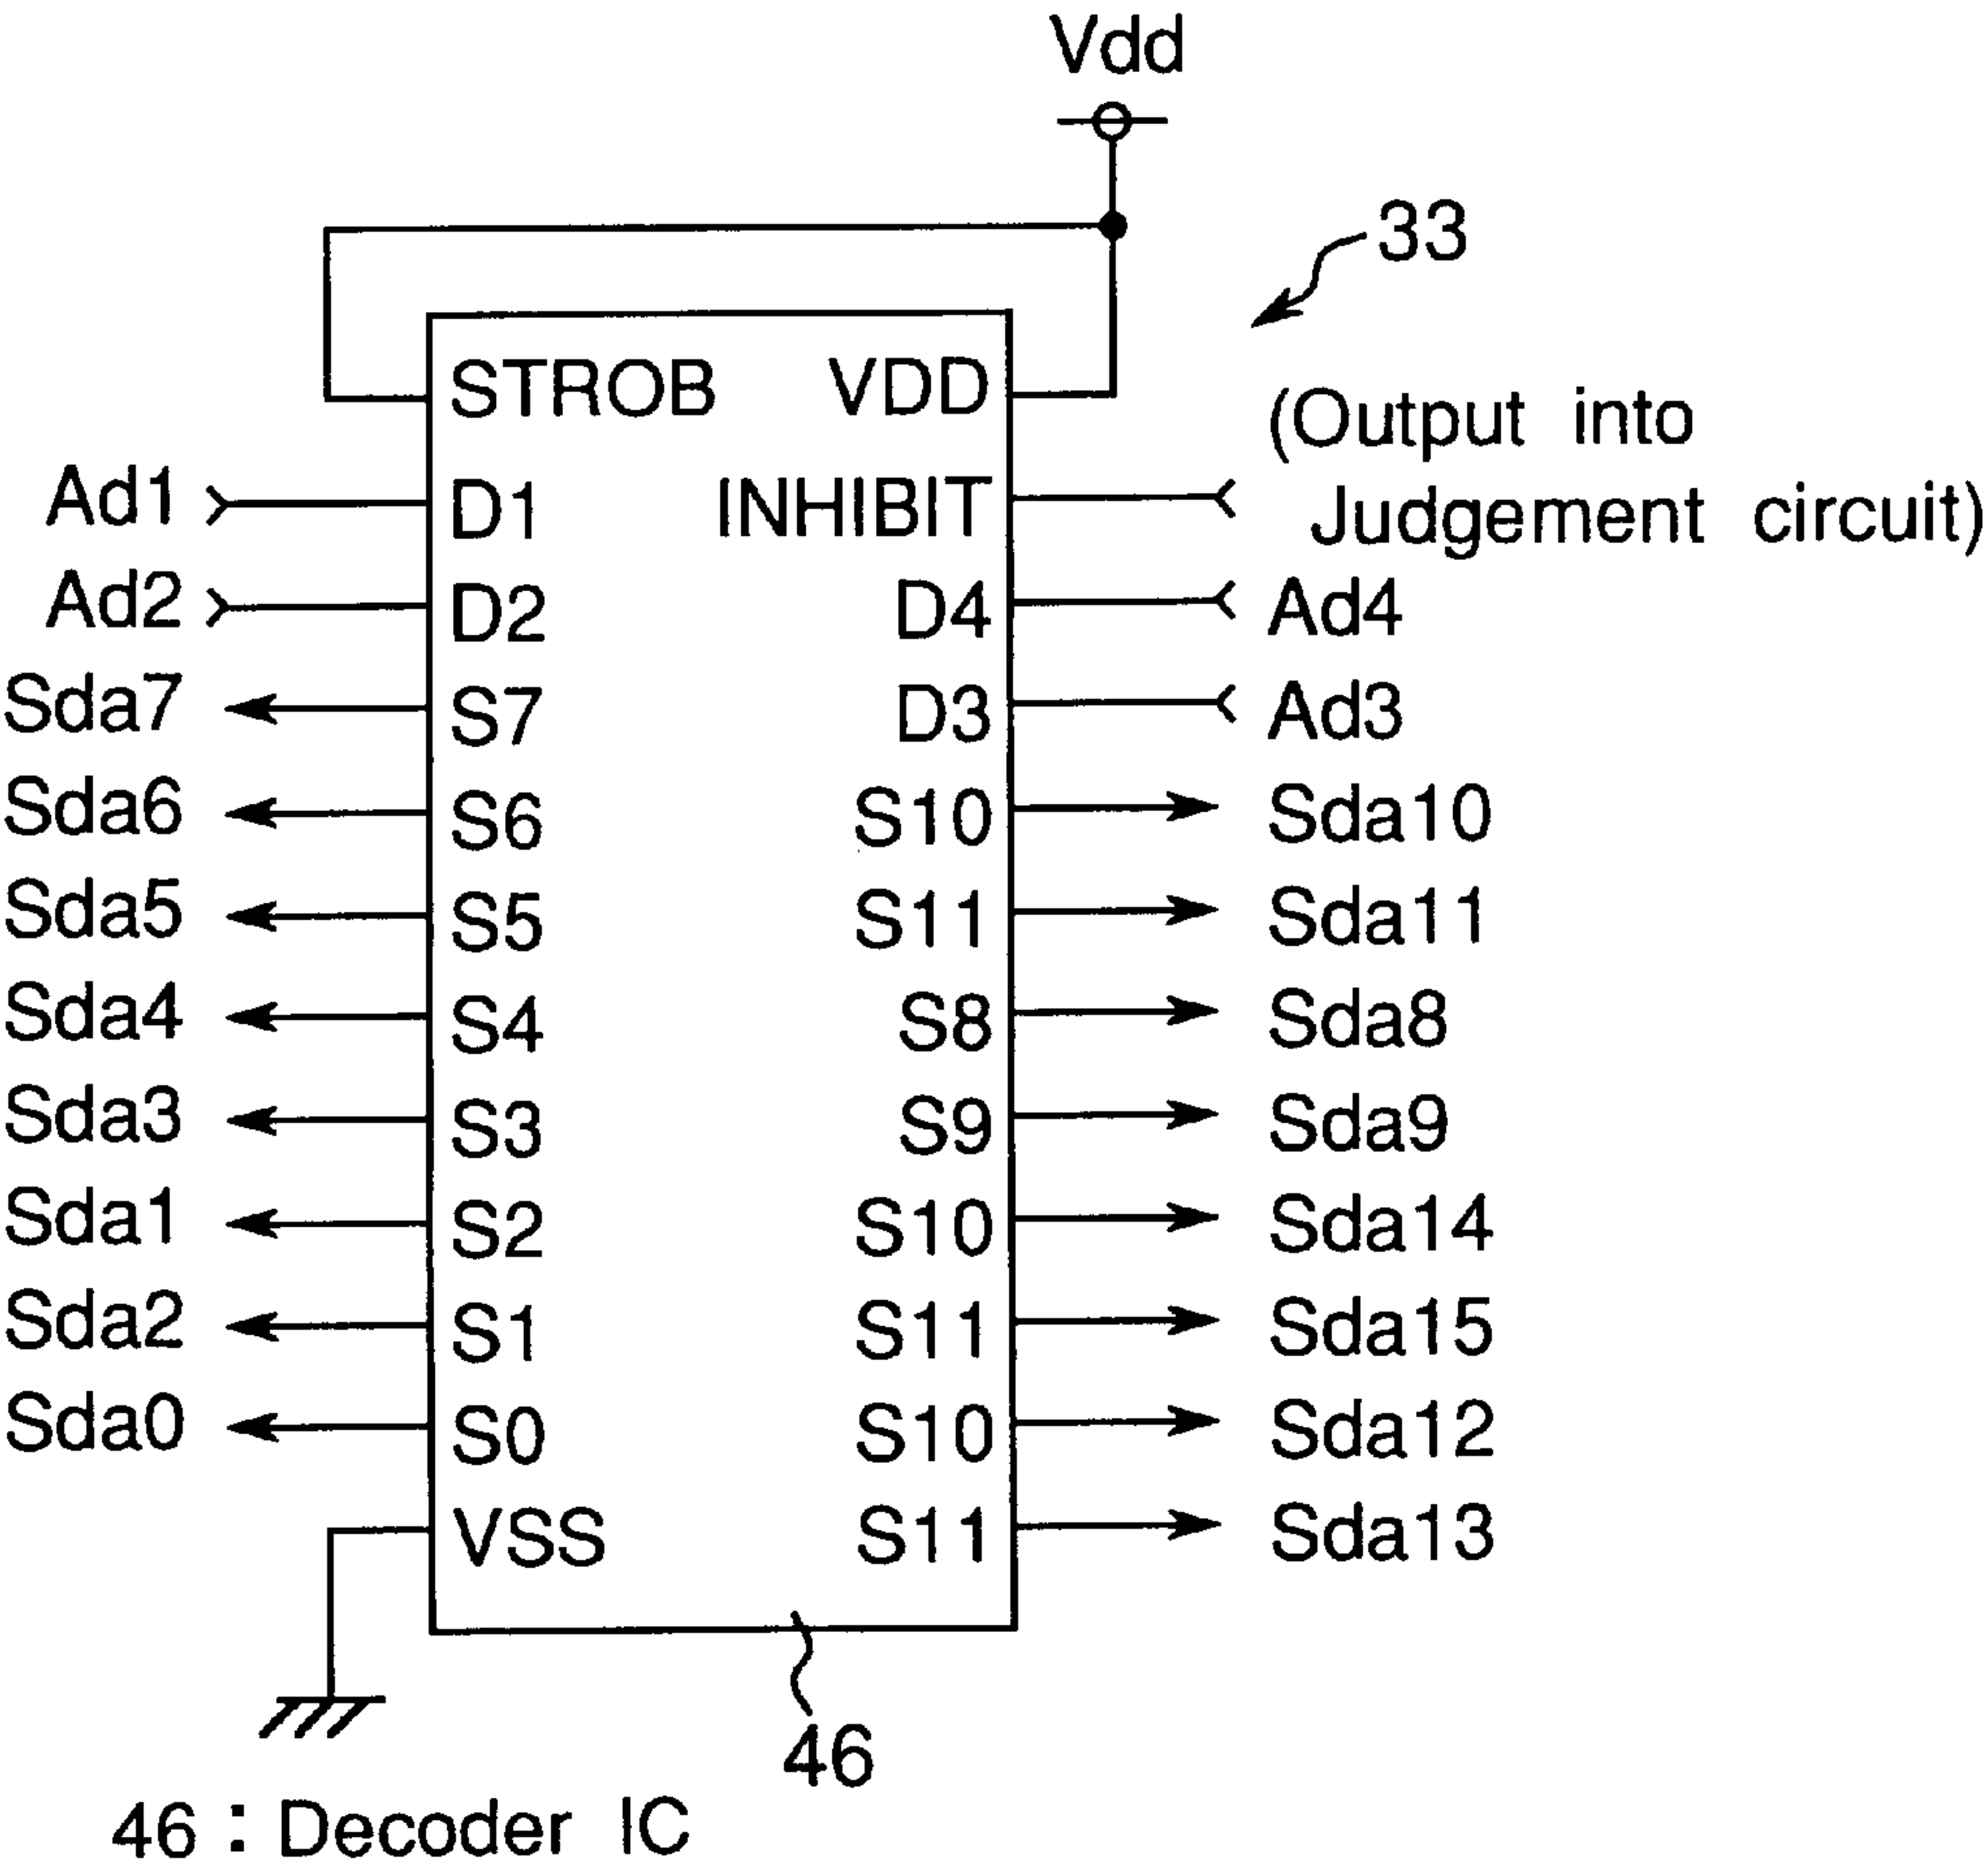 Vdd
33
STROB VDD
(Output into
Judgement circuit)
Ad1 D1 INHIBIT
Ad2 D2 D4 Ad4
Sda7 S7 D3 Ad3
Sda6 S6 S10 Sda10
Sda5 S5 S11 Sda11
Sda4 S4 S8 Sda8
Sda3 S3 S9 Sda9
Sda1 S2 S10 Sda14
Sda2 S1 S11 Sda15
Sda0 S0 S10 Sda12
VSS S11 Sda13
46
46 : Decoder IC